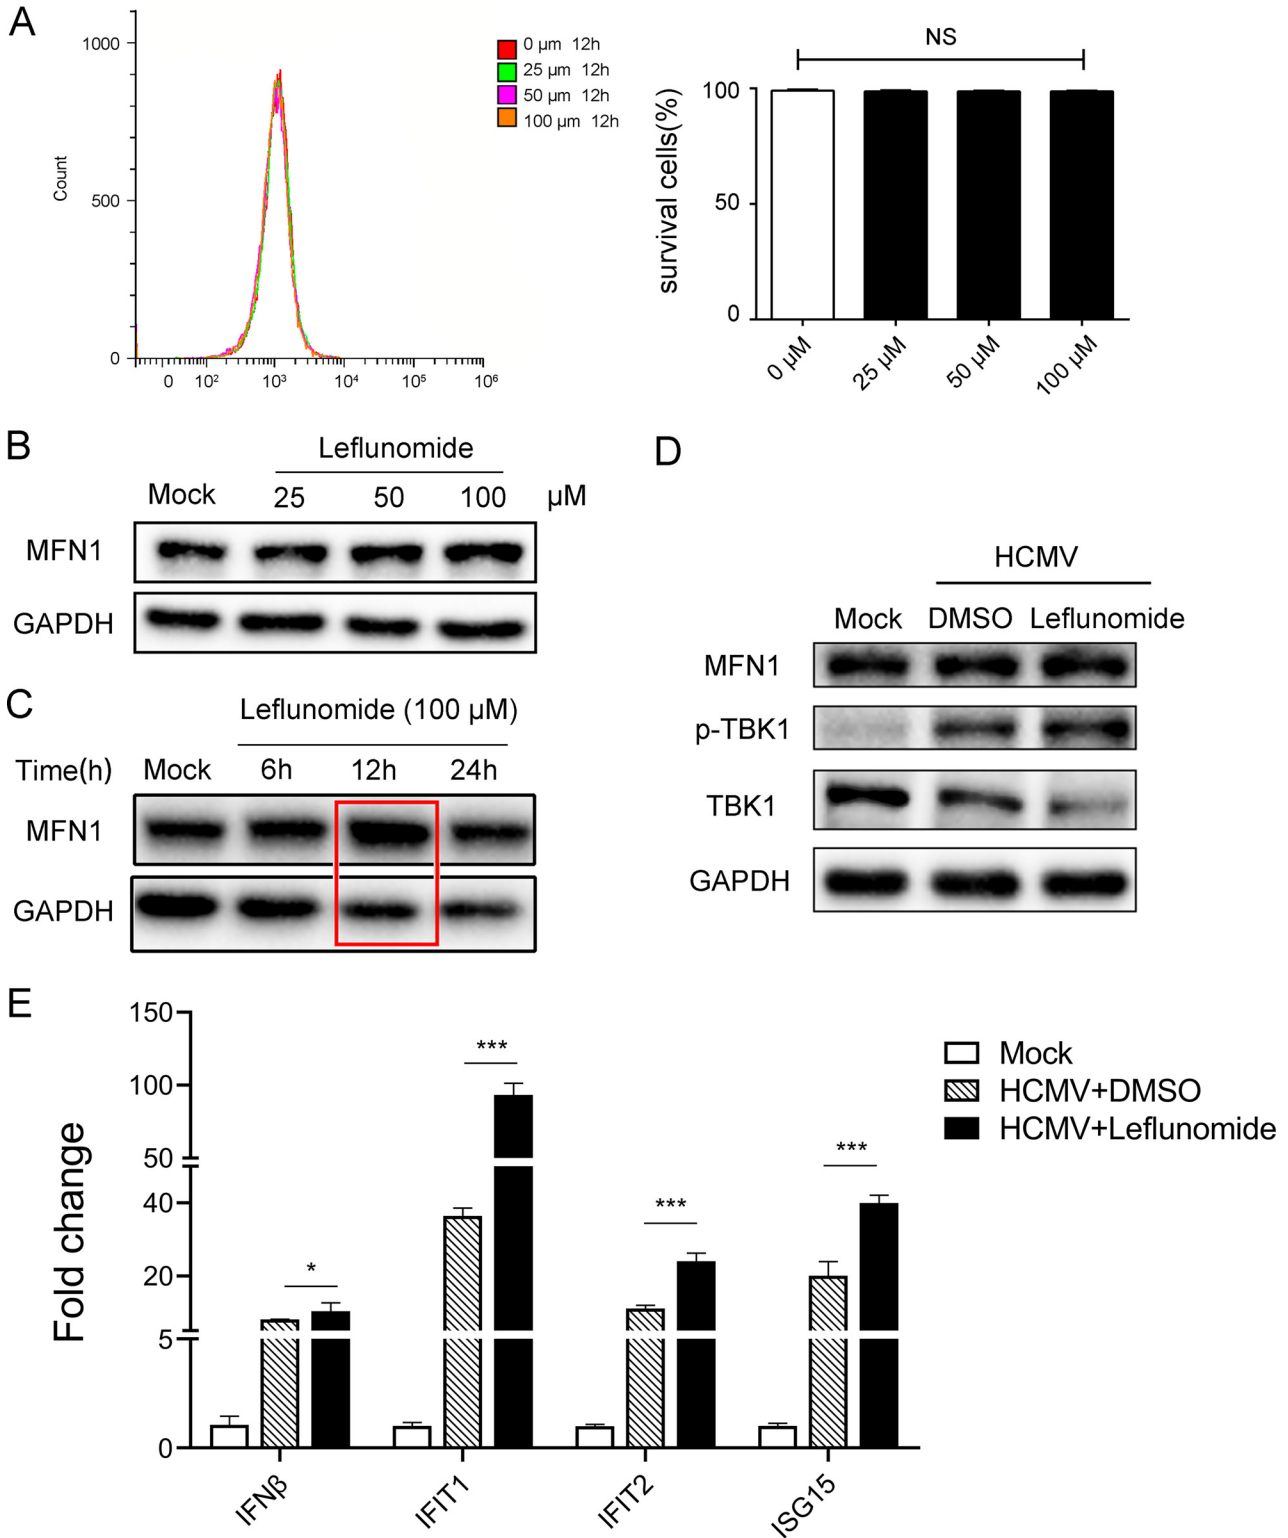 A
1000
500
0
Count
0 10² 10³ 10⁴ 10⁵ 10⁶
0 µm 12h
25 µm 12h
50 µm 12h
100 µm 12h
NS
survival cells(%)
100
50
0
0 µM
25 µM
50 µM
100 µM
B
Leflunomide
Mock 25 50 100 µM
MFN1
GAPDH
C
Leflunomide (100 µM)
Time(h) Mock 6h 12h 24h
MFN1
GAPDH
D
HCMV
Mock DMSO Leflunomide
MFN1
p-TBK1
TBK1
GAPDH
E
Fold change
150
100
50
40
20
5
0
*
***
***
***
IFNβ
IFIT1
IFIT2
ISG15
Mock
HCMV+DMSO
HCMV+Leflunomide